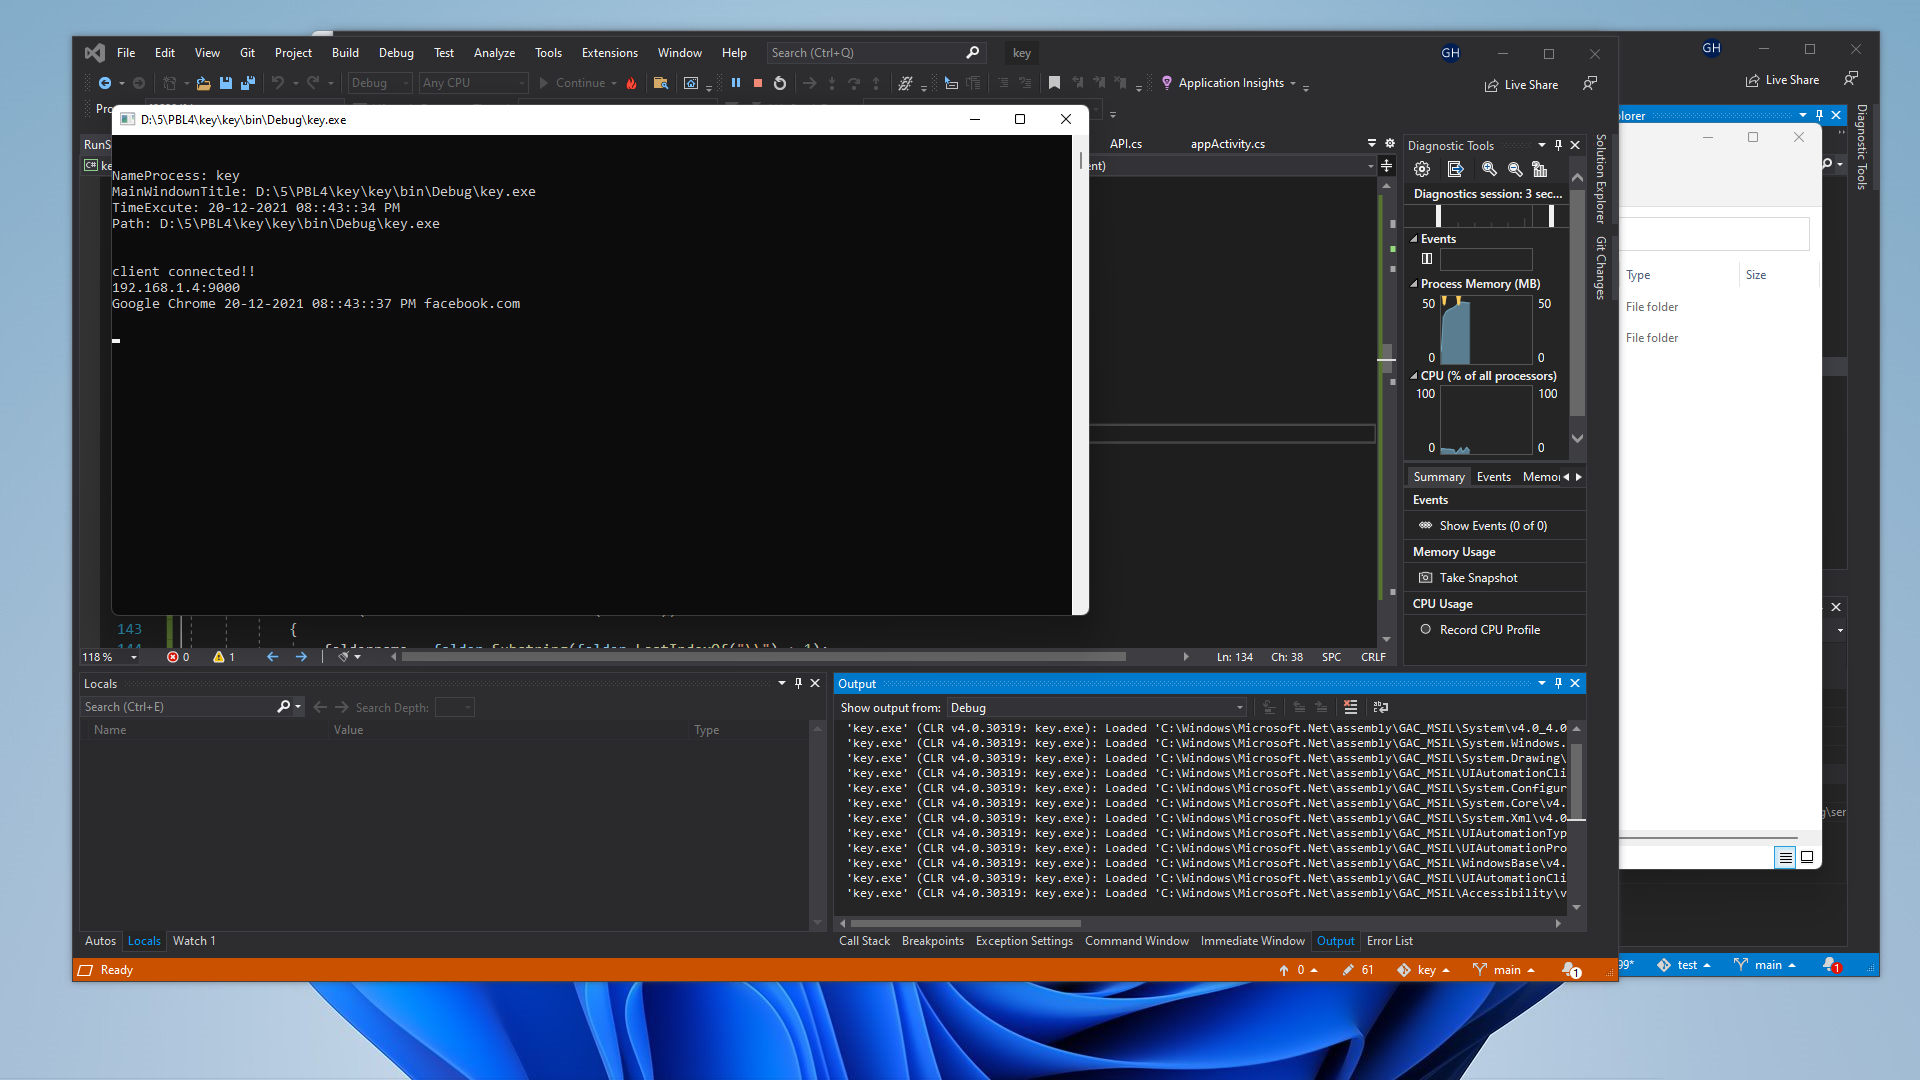 File Edit View Git Project Build Debug Test Analyze Tools Extensions Window Help Search (Ctrl+Q) key GH
GH
Debug Any CPU Continue Application Insights Live Share
Live Share
D:\5\PBL4\key\key\bin\Debug\key.exe
NameProcess: key
MainWindownTitle: D:\5\PBL4\key\key\bin\Debug\key.exe
TimeExcute: 20-12-2021 08::43::34 PM
Path: D:\5\PBL4\key\key\bin\Debug\key.exe
client connected!!
192.168.1.4:9000
Google Chrome 20-12-2021 08::43::37 PM facebook.com
API.cs appActivity.cs
Diagnostic Tools
Diagnostics session: 3 sec...
Events
Process Memory (MB)
50 50
0 0
CPU (% of all processors)
100 100
0 0
Summary Events Memor
Events
Show Events (0 of 0)
Memory Usage
Take Snapshot
CPU Usage
Record CPU Profile
Solution Explorer
Git Changes
Diagnostic Tools
Type Size
File folder
File folder
143 {
118 % 0 1 Ln: 134 Ch: 38 SPC CRLF
Locals
Search (Ctrl+E) Search Depth:
Name Value Type
Autos Locals Watch 1
Output
Show output from: Debug
'key.exe' (CLR v4.0.30319: key.exe): Loaded 'C:\Windows\Microsoft.Net\assembly\GAC_MSIL\System\v4.0_4.0
'key.exe' (CLR v4.0.30319: key.exe): Loaded 'C:\Windows\Microsoft.Net\assembly\GAC_MSIL\System.Windows.
'key.exe' (CLR v4.0.30319: key.exe): Loaded 'C:\Windows\Microsoft.Net\assembly\GAC_MSIL\System.Drawing\
'key.exe' (CLR v4.0.30319: key.exe): Loaded 'C:\Windows\Microsoft.Net\assembly\GAC_MSIL\UIAutomationCli
'key.exe' (CLR v4.0.30319: key.exe): Loaded 'C:\Windows\Microsoft.Net\assembly\GAC_MSIL\System.Configur
'key.exe' (CLR v4.0.30319: key.exe): Loaded 'C:\Windows\Microsoft.Net\assembly\GAC_MSIL\System.Core\v4.
'key.exe' (CLR v4.0.30319: key.exe): Loaded 'C:\Windows\Microsoft.Net\assembly\GAC_MSIL\System.Xml\v4.0
'key.exe' (CLR v4.0.30319: key.exe): Loaded 'C:\Windows\Microsoft.Net\assembly\GAC_MSIL\UIAutomationTyp
'key.exe' (CLR v4.0.30319: key.exe): Loaded 'C:\Windows\Microsoft.Net\assembly\GAC_MSIL\UIAutomationPro
'key.exe' (CLR v4.0.30319: key.exe): Loaded 'C:\Windows\Microsoft.Net\assembly\GAC_MSIL\WindowsBase\v4.
'key.exe' (CLR v4.0.30319: key.exe): Loaded 'C:\Windows\Microsoft.Net\assembly\GAC_MSIL\UIAutomationCli
'key.exe' (CLR v4.0.30319: key.exe): Loaded 'C:\Windows\Microsoft.Net\assembly\GAC_MSIL\Accessibility\v
Call Stack Breakpoints Exception Settings Command Window Immediate Window Output Error List
Ready 0 61 key main 1
99* test main 1